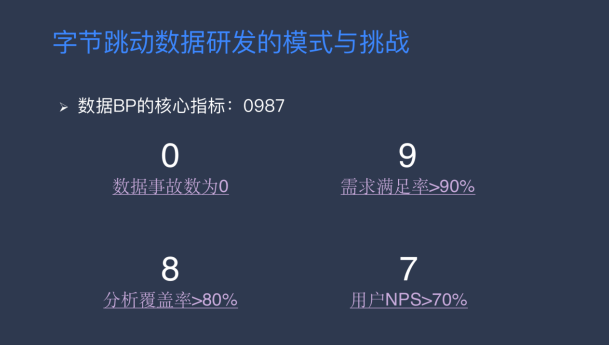 字节跳动数据研发的模式与挑战
➢ 数据BP的核心指标：0987
0
9
数据事故数为0
需求满足率>90%
8
7
分析覆盖率>80%
用户NPS>70%